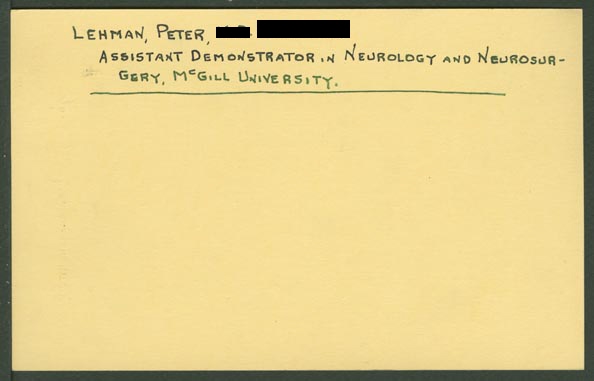 LEHMAN, PETER,
ASSISTANT DEMONSTRATOR IN NEUROLOGY AND NEUROSUR-
GERY, McGILL UNIVERSITY.